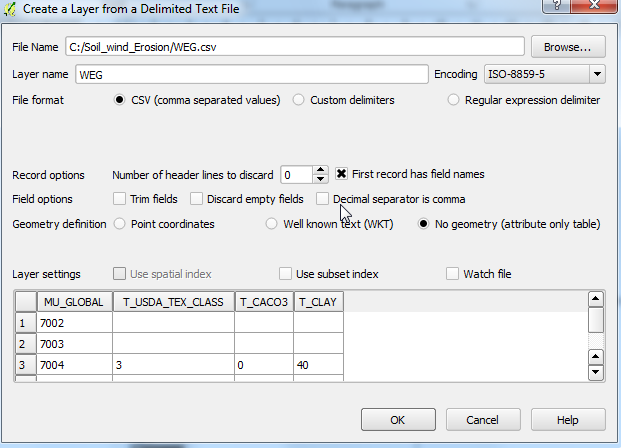 Create a Layer from a Delimited Text File
File Name C:/Soil_wind_Erosion/WEG.csv Browse...
Layer name WEG Encoding ISO-8859-5
File format CSV (comma separated values) Custom delimiters Regular expression delimiter
Record options Number of header lines to discard 0 First record has field names
Field options Trim fields Discard empty fields Decimal separator is comma
Geometry definition Point coordinates Well known text (WKT) No geometry (attribute only table)
Layer settings Use spatial index Use subset index Watch file
MU_GLOBAL T_USDA_TEX_CLASS T_CACO3 T_CLAY
1 7002
2 7003
3 7004 3 0 40
OK Cancel Help